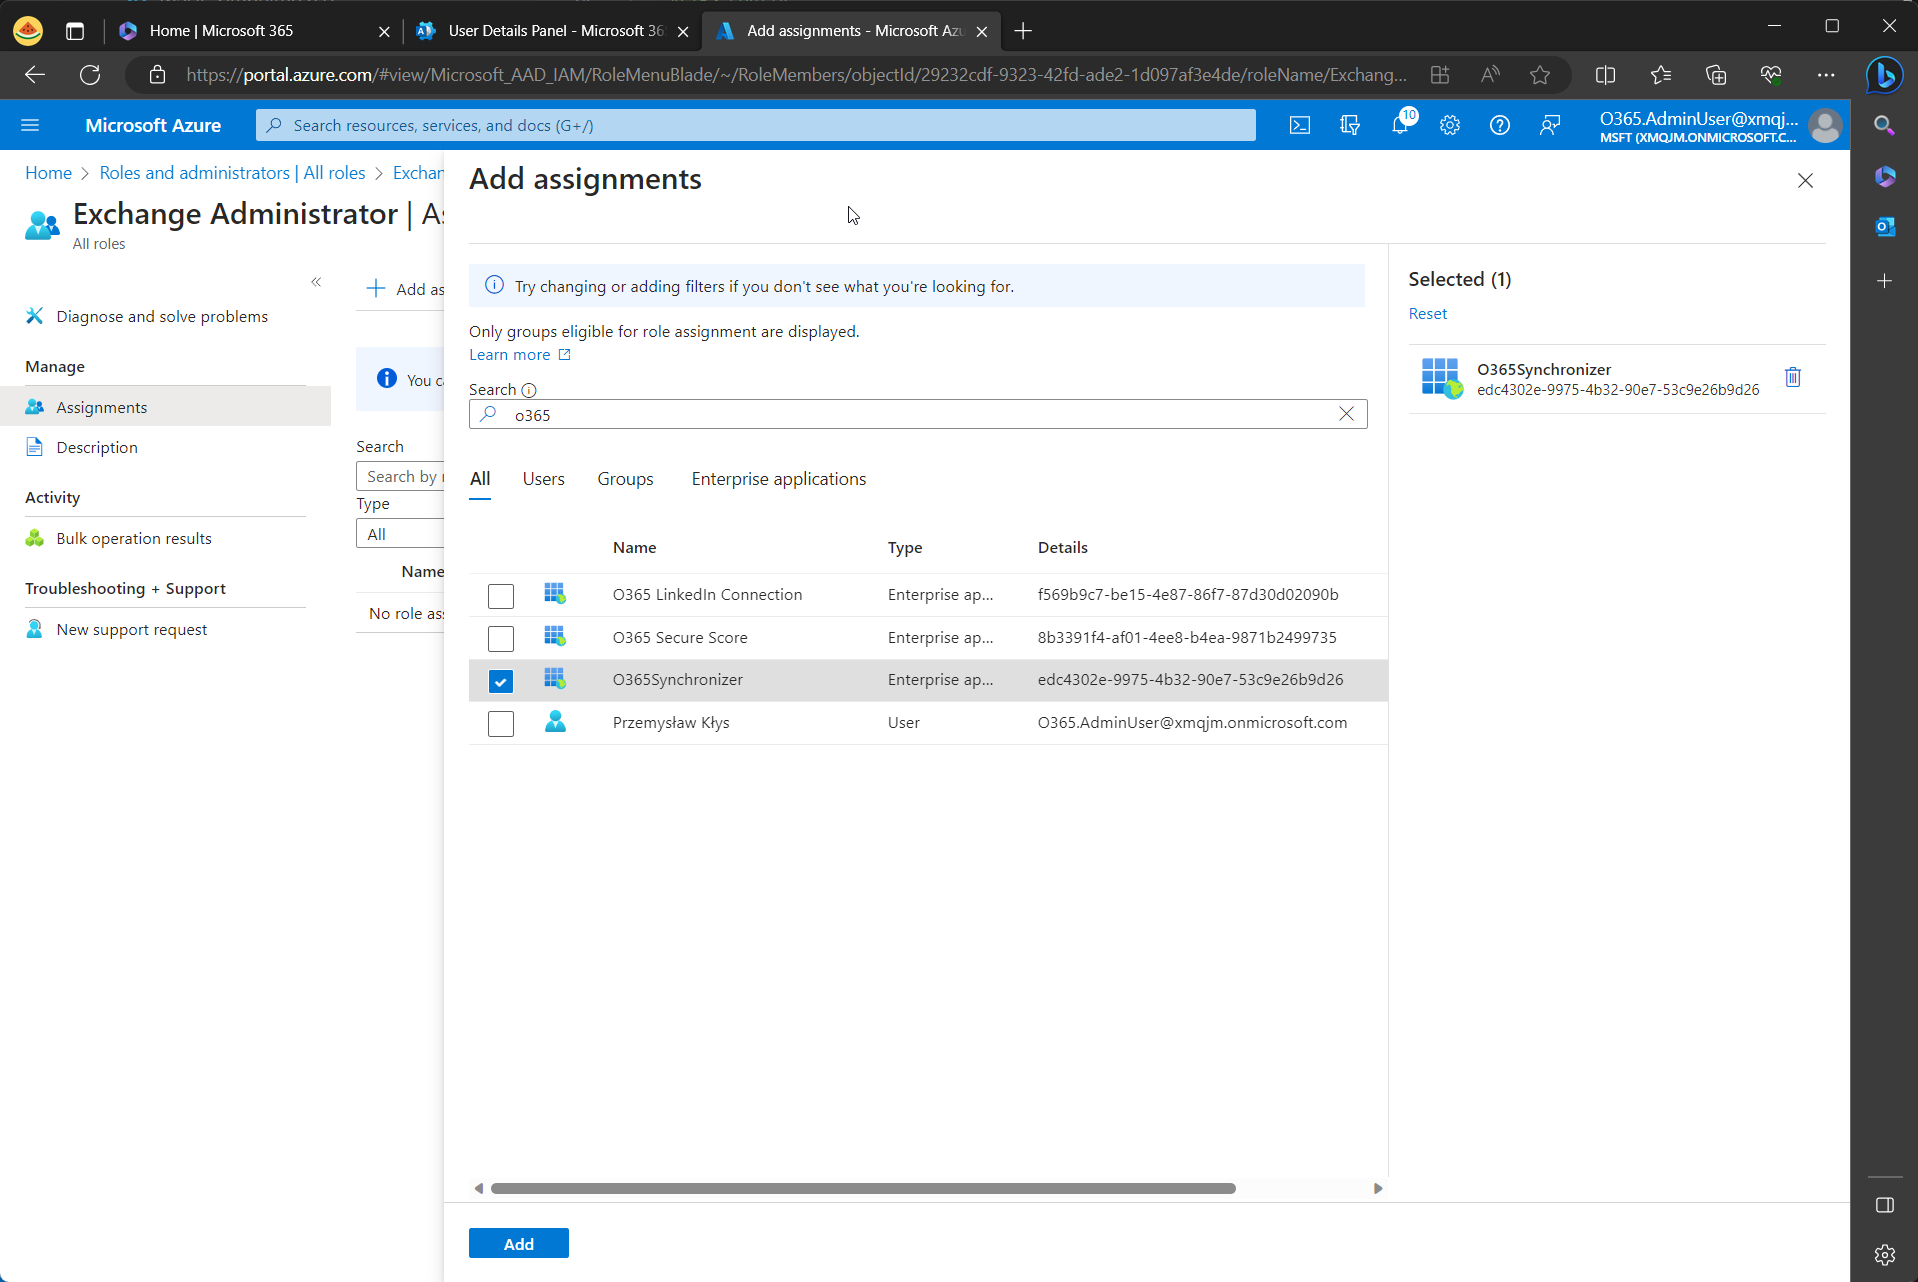 Home | Microsoft 365
User Details Panel - Microsoft 36
Add assignments - Microsoft Azu
https://portal.azure.com/#view/Microsoft_AAD_IAM/RoleMenuBlade/~/RoleMembers/objectId/29232cdf-9323-42fd-ade2-1d097af3e4de/roleName/Exchang...
Microsoft Azure
Search resources, services, and docs (G+/)
10
O365.AdminUser@xmqj...
MSFT (XMQJM.ONMICROSOFT.C...
Home > Roles and administrators | All roles > Exchan
Exchange Administrator | As
All roles
Diagnose and solve problems
Manage
Assignments
Description
Activity
Bulk operation results
Troubleshooting + Support
New support request
Add as
You ca
Search
Search by n
Type
All
Name
No role ass
Add assignments
Try changing or adding filters if you don't see what you're looking for.
Only groups eligible for role assignment are displayed.
Learn more
Search
o365
All Users Groups Enterprise applications
Name Type Details
O365 LinkedIn Connection Enterprise ap... f569b9c7-be15-4e87-86f7-87d30d02090b
O365 Secure Score Enterprise ap... 8b3391f4-af01-4ee8-b4ea-9871b2499735
O365Synchronizer Enterprise ap... edc4302e-9975-4b32-90e7-53c9e26b9d26
Przemysław Kłys User O365.AdminUser@xmqjm.onmicrosoft.com
Add
Selected (1)
Reset
O365Synchronizer
edc4302e-9975-4b32-90e7-53c9e26b9d26